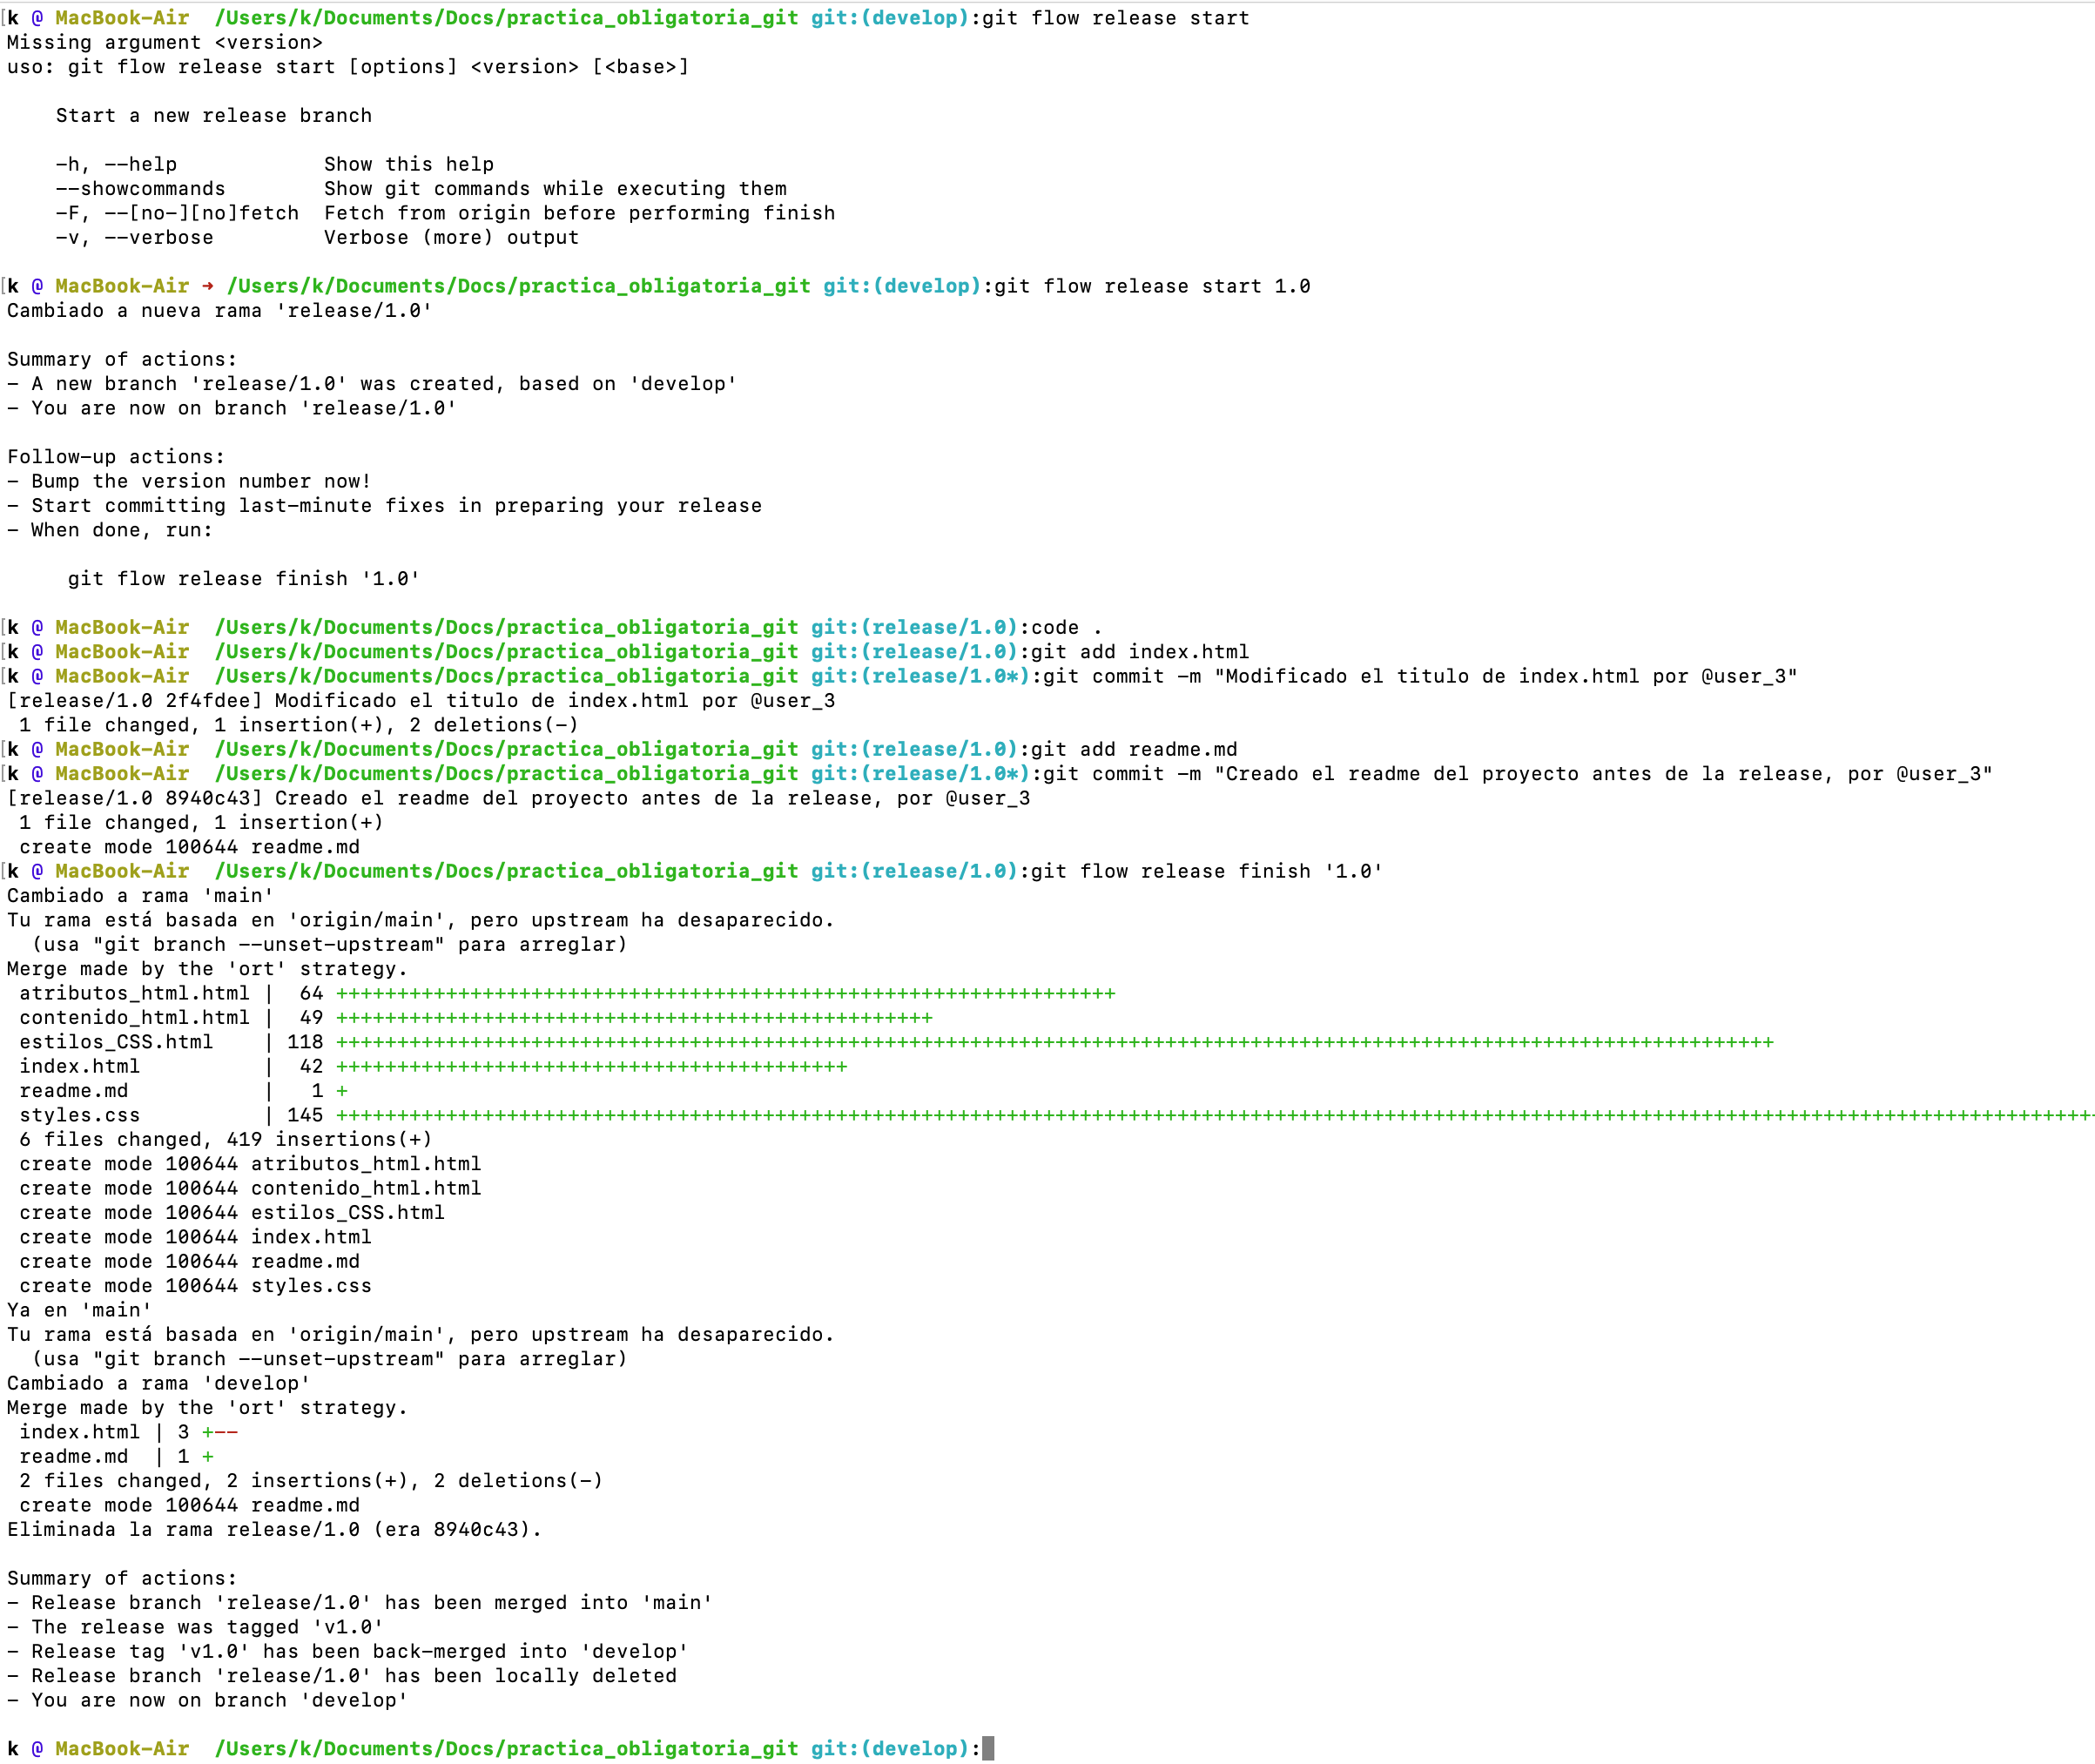 [k @ MacBook-Air  /Users/k/Documents/Docs/practica_obligatoria_git git:(develop):git flow release start
Missing argument <version>
uso: git flow release start [options] <version> [<base>]
    Start a new release branch
    -h, --help            Show this help
    --showcommands        Show git commands while executing them
    -F, --[no-][no]fetch  Fetch from origin before performing finish
    -v, --verbose         Verbose (more) output
[k @ MacBook-Air → /Users/k/Documents/Docs/practica_obligatoria_git git:(develop):git flow release start 1.0
Cambiado a nueva rama 'release/1.0'
Summary of actions:
- A new branch 'release/1.0' was created, based on 'develop'
- You are now on branch 'release/1.0'
Follow-up actions:
- Bump the version number now!
- Start committing last-minute fixes in preparing your release
- When done, run:
     git flow release finish '1.0'
[k @ MacBook-Air  /Users/k/Documents/Docs/practica_obligatoria_git git:(release/1.0):code .
[k @ MacBook-Air  /Users/k/Documents/Docs/practica_obligatoria_git git:(release/1.0):git add index.html
[k @ MacBook-Air  /Users/k/Documents/Docs/practica_obligatoria_git git:(release/1.0*):git commit -m "Modificado el titulo de index.html por @user_3"
[release/1.0 2f4fdee] Modificado el titulo de index.html por @user_3
 1 file changed, 1 insertion(+), 2 deletions(-)
[k @ MacBook-Air  /Users/k/Documents/Docs/practica_obligatoria_git git:(release/1.0):git add readme.md
[k @ MacBook-Air  /Users/k/Documents/Docs/practica_obligatoria_git git:(release/1.0*):git commit -m "Creado el readme del proyecto antes de la release, por @user_3"
[release/1.0 8940c43] Creado el readme del proyecto antes de la release, por @user_3
 1 file changed, 1 insertion(+)
 create mode 100644 readme.md
[k @ MacBook-Air  /Users/k/Documents/Docs/practica_obligatoria_git git:(release/1.0):git flow release finish '1.0'
Cambiado a rama 'main'
Tu rama está basada en 'origin/main', pero upstream ha desaparecido.
  (usa "git branch --unset-upstream" para arreglar)
Merge made by the 'ort' strategy.
 atributos_html.html |  64 ++++++++++++++++++++++++++++++++++++++++++++++++++++++++++++++++
 contenido_html.html |  49 +++++++++++++++++++++++++++++++++++++++++++++++++
 estilos_CSS.html    | 118 ++++++++++++++++++++++++++++++++++++++++++++++++++++++++++++++++++++++++++++++++++++++++++++++++++++++++++++++++++++++
 index.html          |  42 ++++++++++++++++++++++++++++++++++++++++++
 readme.md           |   1 +
 styles.css          | 145 ++++++++++++++++++++++++++++++++++++++++++++++++++++++++++++++++++++++++++++++++++++++++++++++++++++++++++++++++++++++++++++++++++++++++++++++++
 6 files changed, 419 insertions(+)
 create mode 100644 atributos_html.html
 create mode 100644 contenido_html.html
 create mode 100644 estilos_CSS.html
 create mode 100644 index.html
 create mode 100644 readme.md
 create mode 100644 styles.css
Ya en 'main'
Tu rama está basada en 'origin/main', pero upstream ha desaparecido.
  (usa "git branch --unset-upstream" para arreglar)
Cambiado a rama 'develop'
Merge made by the 'ort' strategy.
 index.html | 3 +--
 readme.md  | 1 +
 2 files changed, 2 insertions(+), 2 deletions(-)
 create mode 100644 readme.md
Eliminada la rama release/1.0 (era 8940c43).
Summary of actions:
- Release branch 'release/1.0' has been merged into 'main'
- The release was tagged 'v1.0'
- Release tag 'v1.0' has been back-merged into 'develop'
- Release branch 'release/1.0' has been locally deleted
- You are now on branch 'develop'
k @ MacBook-Air  /Users/k/Documents/Docs/practica_obligatoria_git git:(develop):